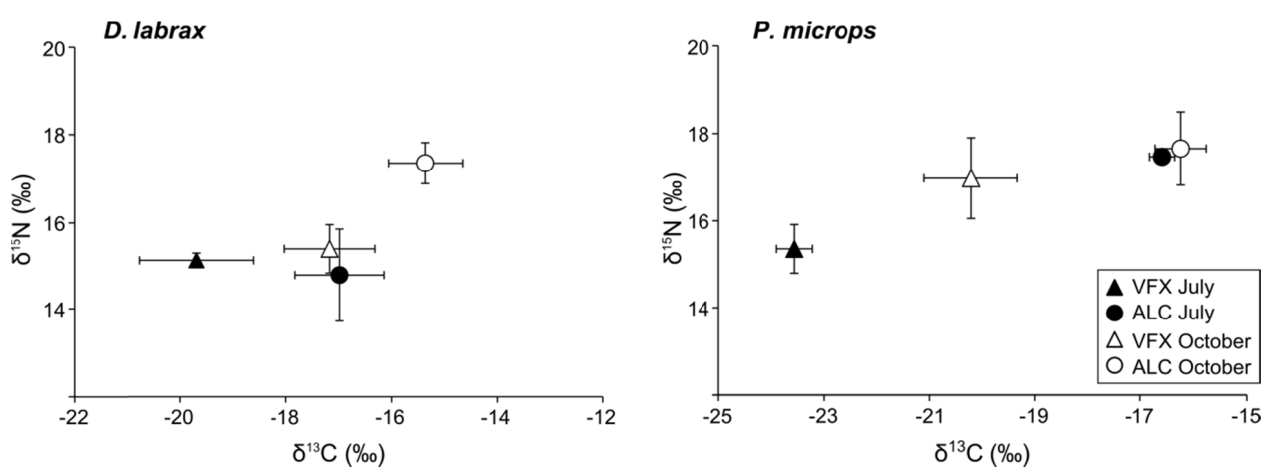 D. labrax
20
18
16
14
δ¹⁵N (‰)
-22 -20 -18 -16 -14 -12
δ¹³C (‰)
P. microps
20
18
16
14
δ¹⁵N (‰)
VFX July
ALC July
VFX October
ALC October
-25 -23 -21 -19 -17 -15
δ¹³C (‰)